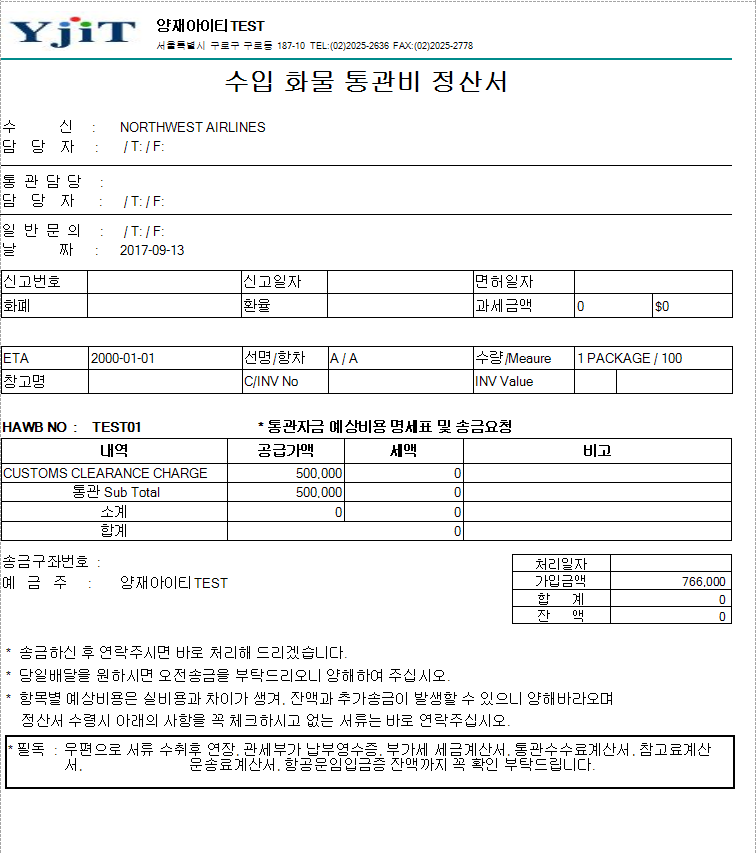 YJiT 양재아이티 TEST
서울특별시 구로구 구로동 187-10 TEL:(02)2025-2636 FAX:(02)2025-2778
수입 화물 통관비 정산서
수 신 : NORTHWEST AIRLINES
담 당 자 : / T: / F:
통 관 담 당 :
담 당 자 : / T: / F:
일 반 문 의 : / T: / F:
날 짜 : 2017-09-13
신고번호 신고일자 면허일자
화폐 환율 과세금액 0 $0
ETA 2000-01-01 선명/항차 A / A 수량/Meaure 1 PACKAGE / 100
창고명 C/INV No INV Value
HAWB NO : TEST01 * 통관자금 예상비용 명세표 및 송금요청
내역 공급가액 세액 비고
CUSTOMS CLEARANCE CHARGE 500,000 0
통관 Sub Total 500,000 0
소계 0 0
합계 0
송금구좌번호 : 처리일자
예 금 주 : 양재아이티 TEST 가입금액 766,000
합 계 0
잔 액 0
* 송금하신 후 연락주시면 바로 처리해 드리겠습니다.
* 당일배달을 원하시면 오전송금을 부탁드리오니 양해하여 주십시오.
* 항목별 예상비용은 실비용과 차이가 생겨, 잔액과 추가송금이 발생할 수 있으니 양해바라오며
정산서 수령시 아래의 사항을 꼭 체크하시고 없는 서류는 바로 연락주십시오.
* 필독 : 우편으로 서류 수취후 연장, 관세부가 납부영수증, 부가세 세금계산서, 통관수수료계산서, 참고료계산
서, 운송료계산서, 항공운임입금증 잔액까지 꼭 확인 부탁드립니다.